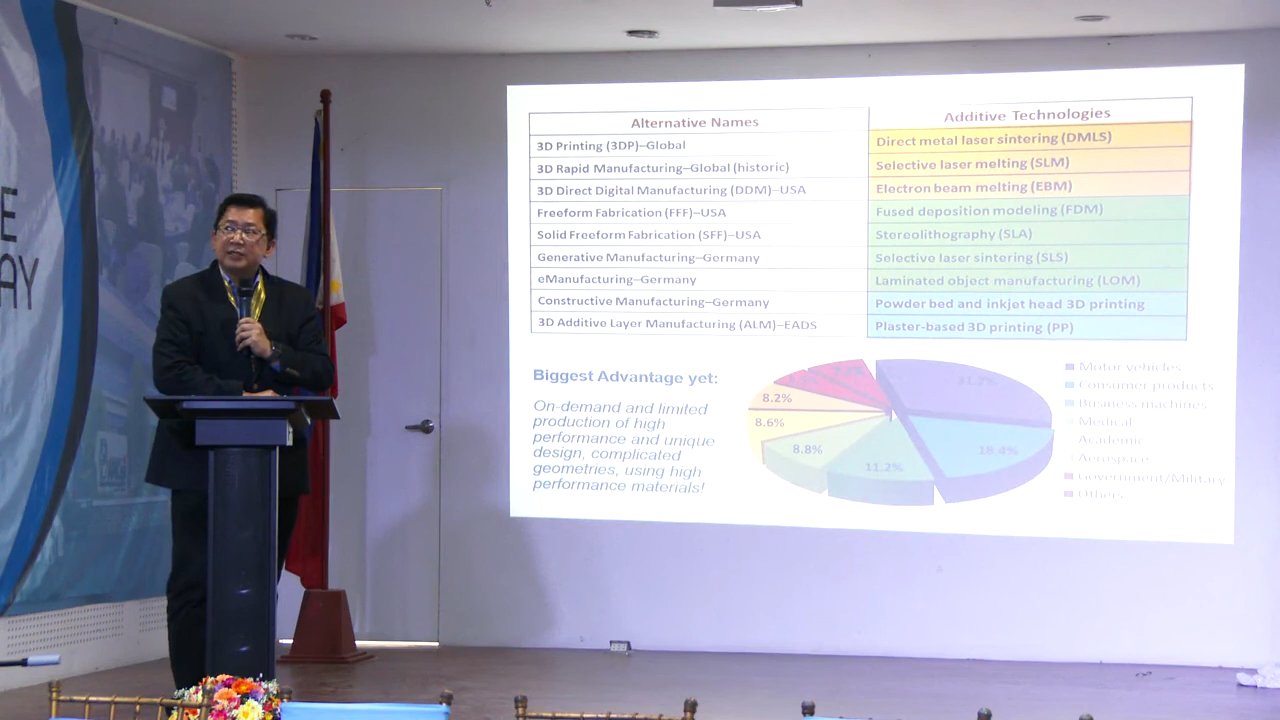 E
AY
Alternative Names
Additive Technologies
3D Printing (3DP)–Global
Direct metal laser sintering (DMLS)
3D Rapid Manufacturing–Global (historic)
Selective laser melting (SLM)
3D Direct Digital Manufacturing (DDM)–USA
Electron beam melting (EBM)
Freeform Fabrication (FFF)–USA
Fused deposition modeling (FDM)
Solid Freeform Fabrication (SFF)–USA
Stereolithography (SLA)
Generative Manufacturing–Germany
Selective laser sintering (SLS)
eManufacturing–Germany
Laminated object manufacturing (LOM)
Constructive Manufacturing–Germany
Powder bed and inkjet head 3D printing
3D Additive Layer Manufacturing (ALM)–EADS
Plaster-based 3D printing (PP)
Biggest Advantage yet:
On-demand and limited
production of high
performance and unique
design, complicated
geometries, using high
performance materials!
8.2%
8.6%
8.8%
11.2%
18.4%
Motor vehicles
Consumer products
Business machines
Medical
Academic
Aerospace
Government/Military
Others